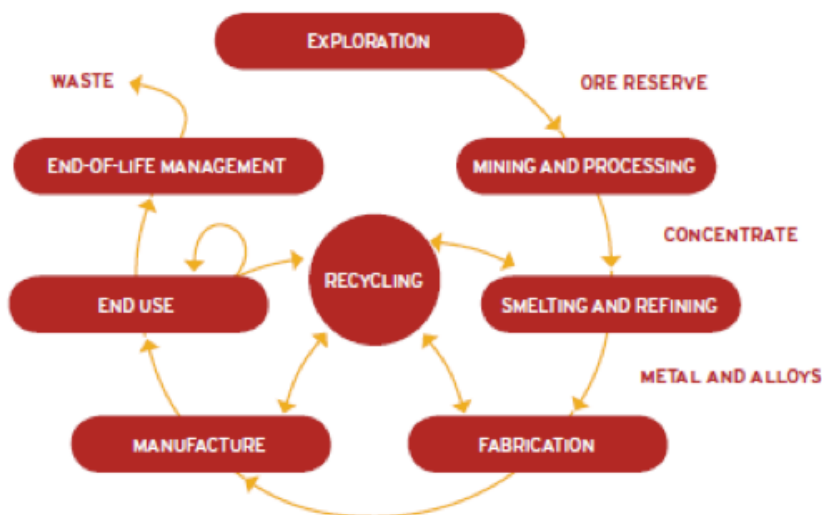 EXPLORATION
WASTE
ORE RESERVE
END-OF-LIFE MANAGEMENT
MINING AND PROCESSING
CONCENTRATE
RECYCLING
END USE
SMELTING AND REFINING
METAL AND ALLOYS
MANUFACTURE
FABRICATION